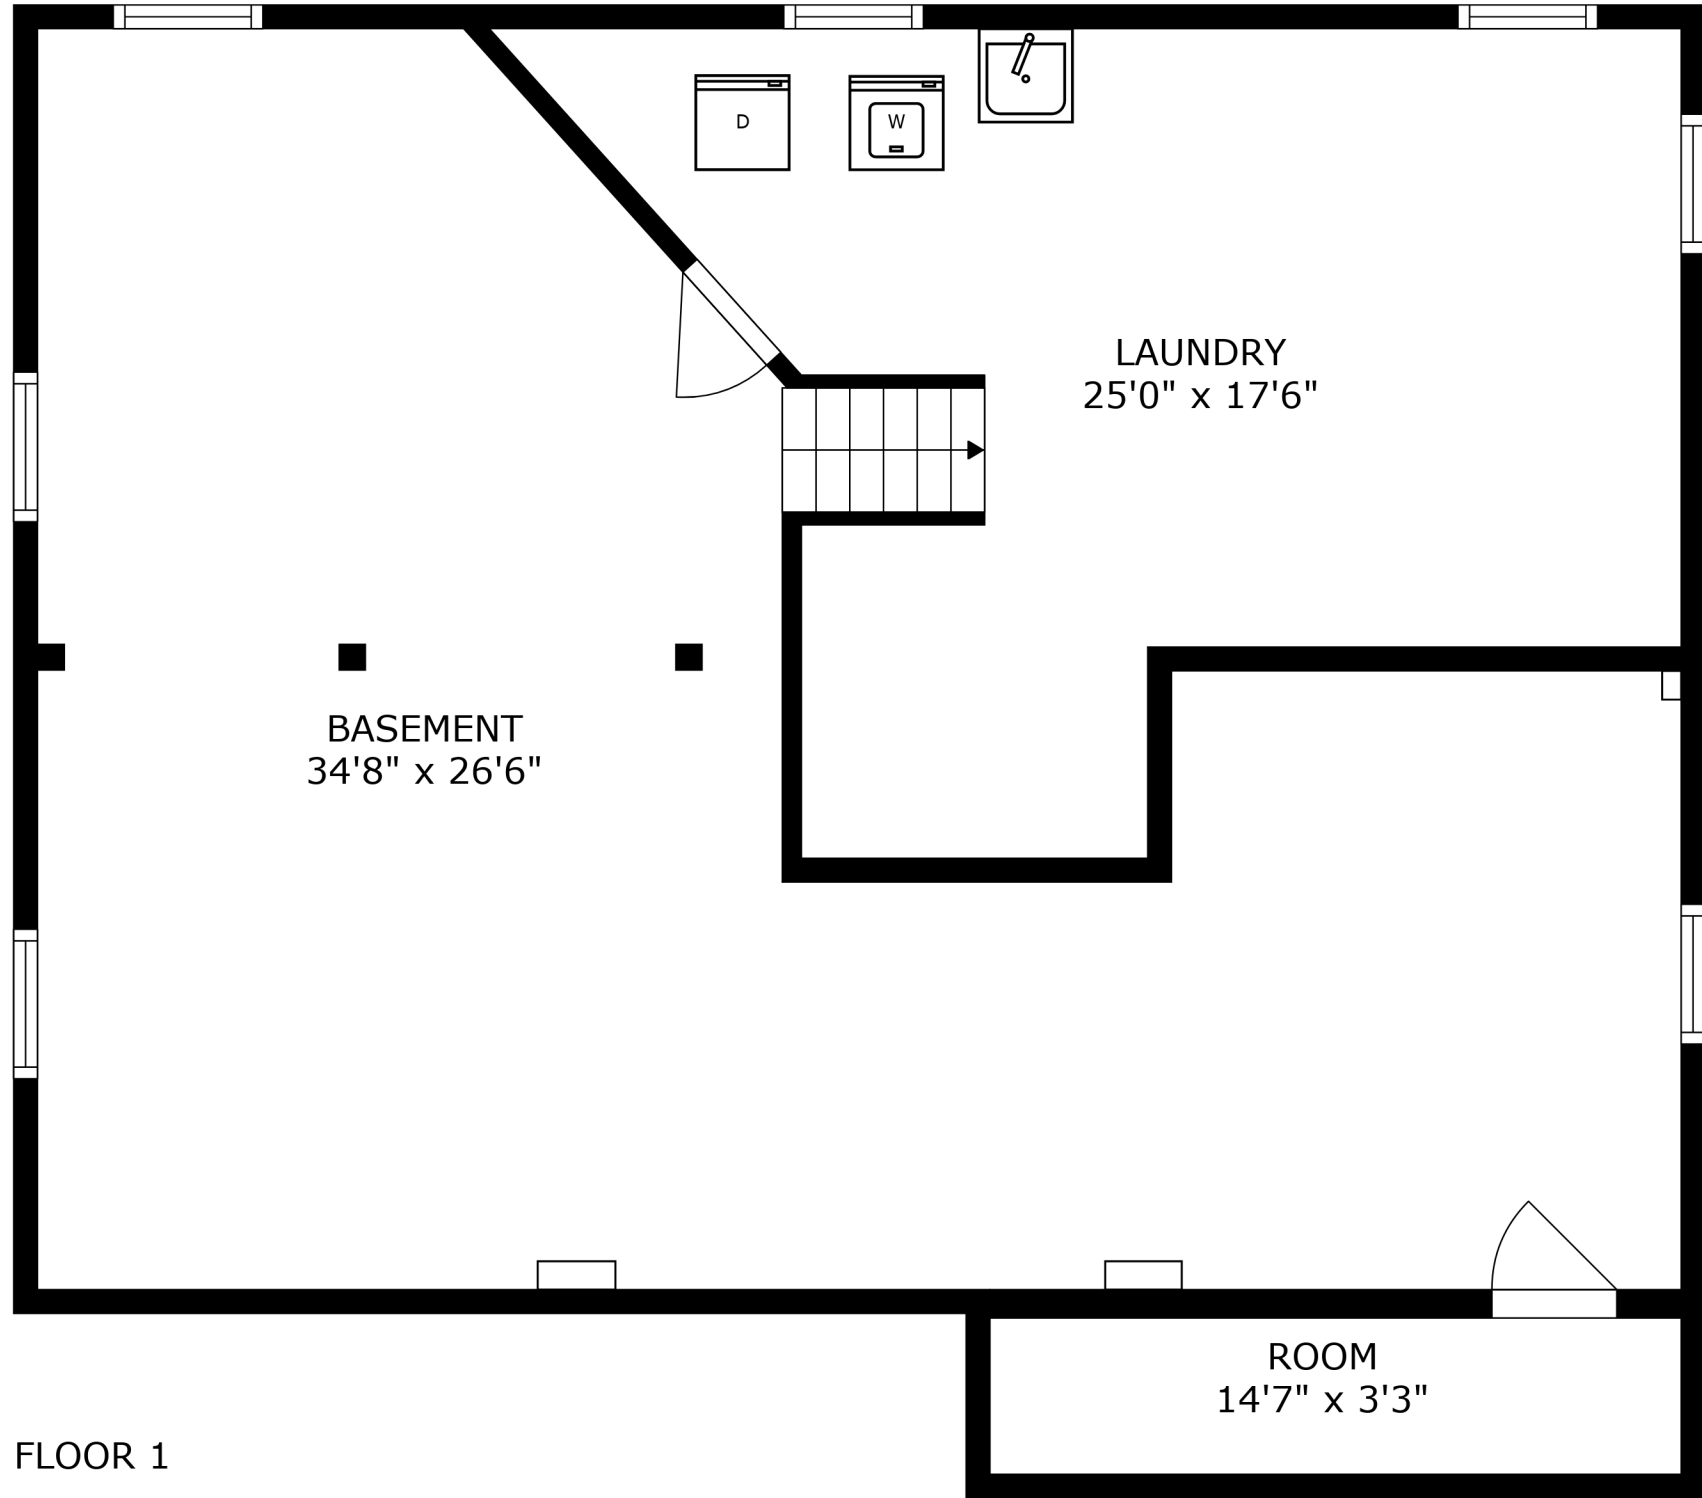 D
W
LAUNDRY
25'0" x 17'6"
BASEMENT
34'8" x 26'6"
ROOM
14'7" x 3'3"
FLOOR 1